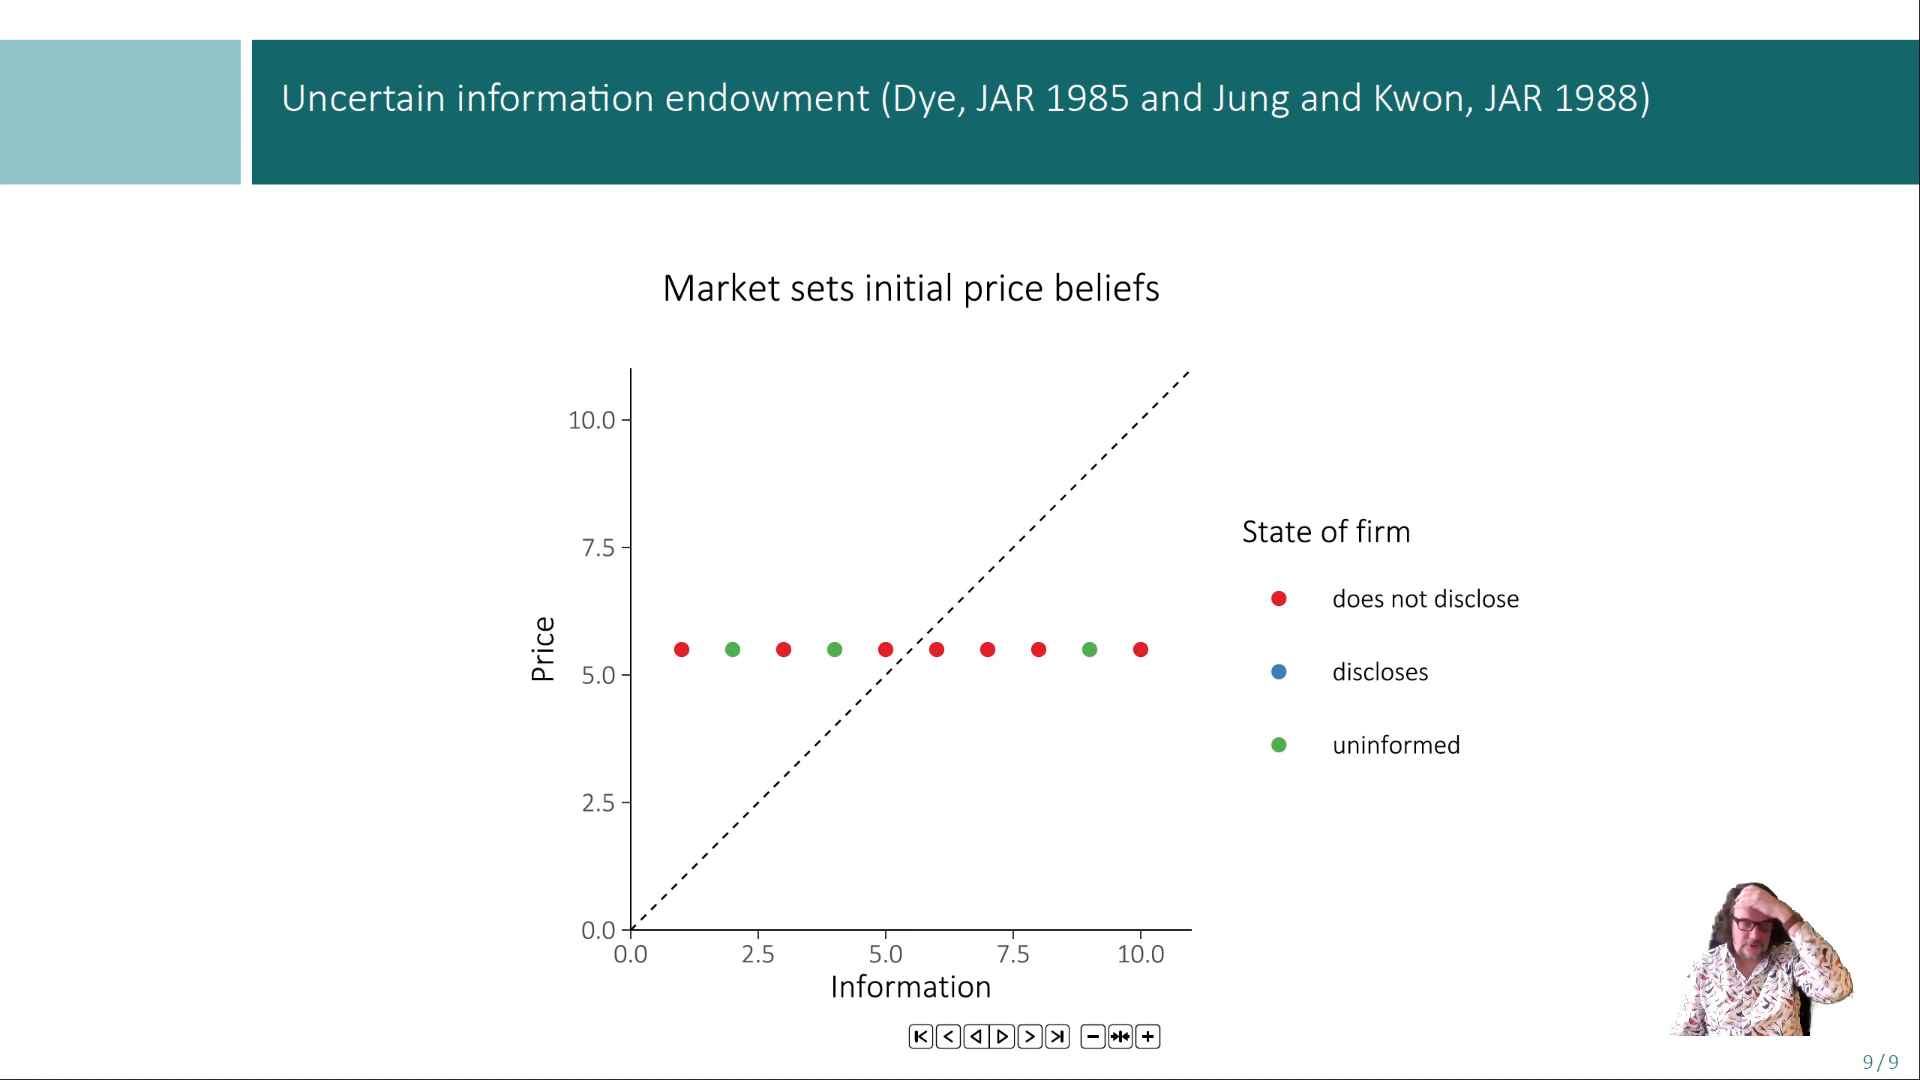 Uncertain information endowment (Dye, JAR 1985 and Jung and Kwon, JAR 1988)
Market sets initial price beliefs
10.0
7.5
5.0
2.5
0.0
Price
0.0 2.5 5.0 7.5 10.0
Information
State of firm
does not disclose
discloses
uninformed
9/9